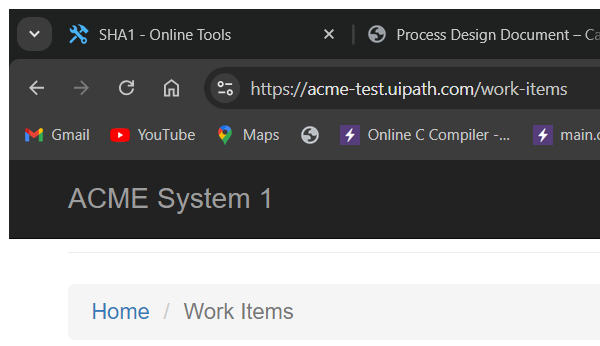 SHA1 - Online Tools
Process Design Document – Ca
https://acme-test.uipath.com/work-items
Gmail YouTube Maps Online C Compiler -... main.c
ACME System 1
Home / Work Items